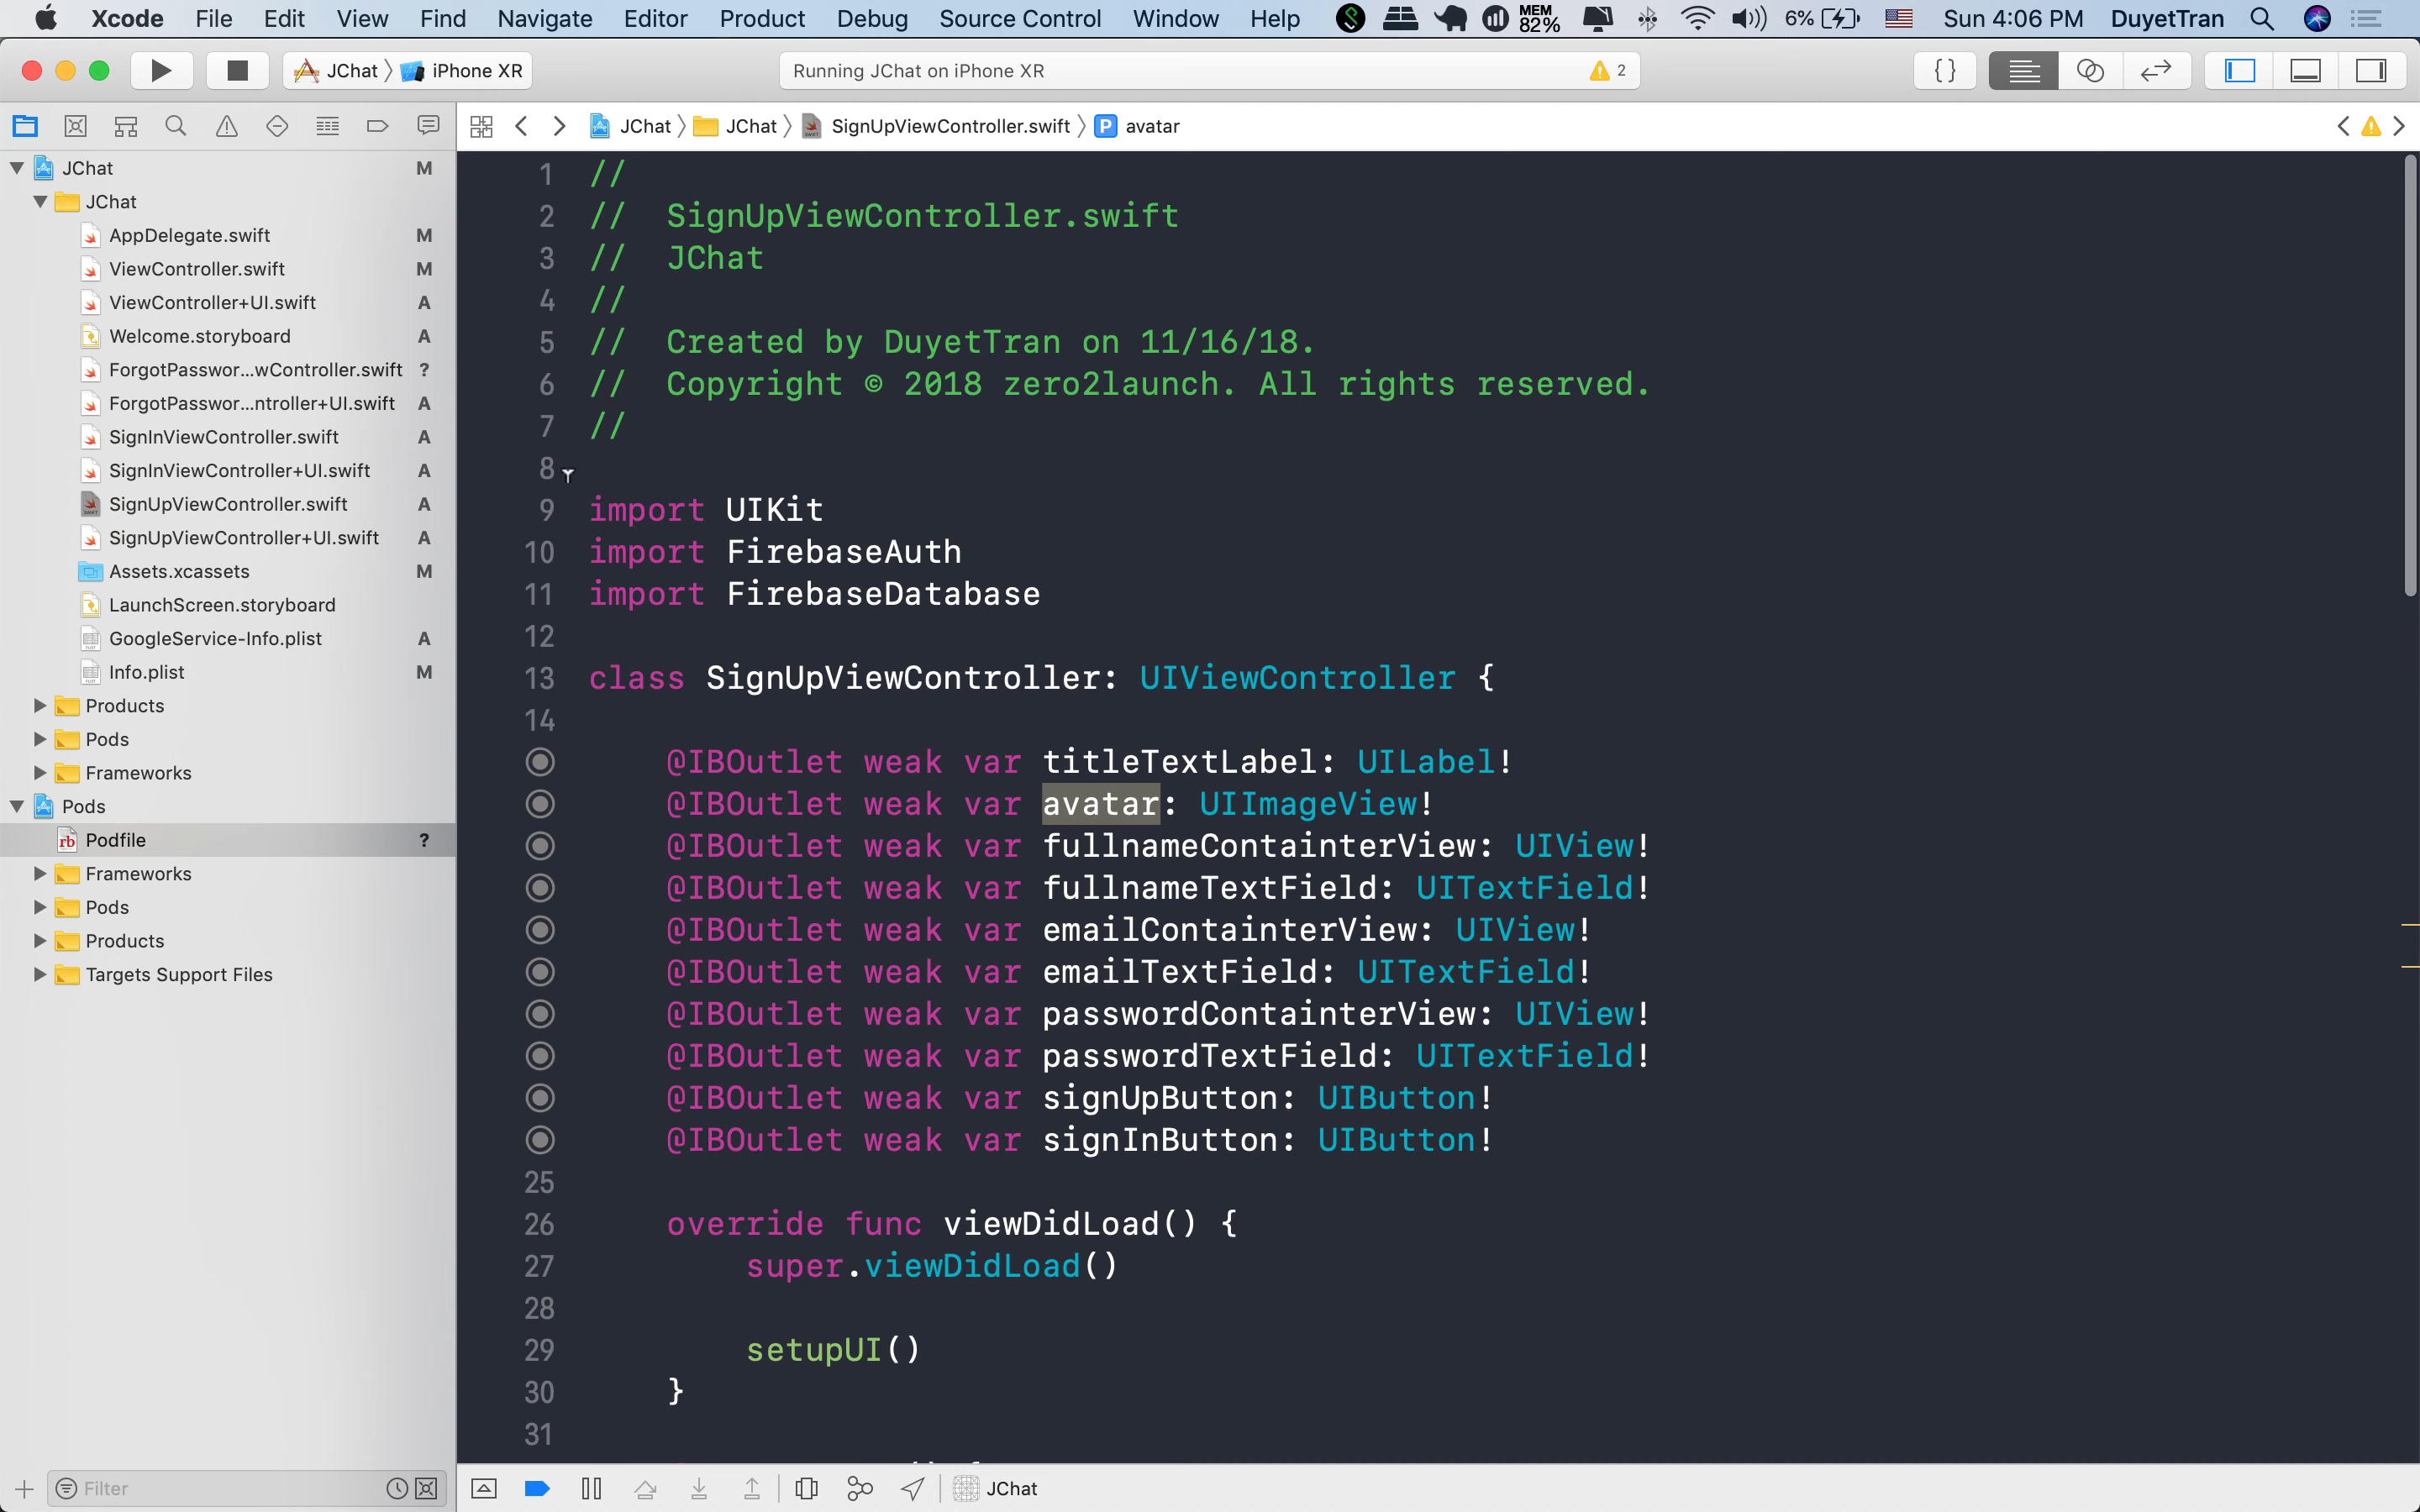 Xcode File Edit View Find Navigate Editor Product Debug Source Control Window Help MEM 82% 6% Sun 4:06 PM DuyetTran
JChat iPhone XR Running JChat on iPhone XR 2 {}
JChat JChat SignUpViewController.swift P avatar
JChat M
JChat
AppDelegate.swift M
ViewController.swift M
ViewController+UI.swift A
Welcome.storyboard A
ForgotPasswor...wController.swift ?
ForgotPasswor...ntroller+UI.swift A
SignInViewController.swift A
SignInViewController+UI.swift A
SignUpViewController.swift A
SignUpViewController+UI.swift A
Assets.xcassets M
LaunchScreen.storyboard
GoogleService-Info.plist A
Info.plist M
Products
Pods
Frameworks
Pods
rb Podfile ?
Frameworks
Pods
Products
Targets Support Files
Filter
1 //
2 //  SignUpViewController.swift
3 //  JChat
4 //
5 //  Created by DuyetTran on 11/16/18.
6 //  Copyright © 2018 zero2launch. All rights reserved.
7 //
8
9 import UIKit
10 import FirebaseAuth
11 import FirebaseDatabase
12
13 class SignUpViewController: UIViewController {
14
@IBOutlet weak var titleTextLabel: UILabel!
@IBOutlet weak var avatar: UIImageView!
@IBOutlet weak var fullnameContainterView: UIView!
@IBOutlet weak var fullnameTextField: UITextField!
@IBOutlet weak var emailContainterView: UIView!
@IBOutlet weak var emailTextField: UITextField!
@IBOutlet weak var passwordContainterView: UIView!
@IBOutlet weak var passwordTextField: UITextField!
@IBOutlet weak var signUpButton: UIButton!
@IBOutlet weak var signInButton: UIButton!
25
26 override func viewDidLoad() {
27 super.viewDidLoad()
28
29 setupUI()
30 }
31
JChat